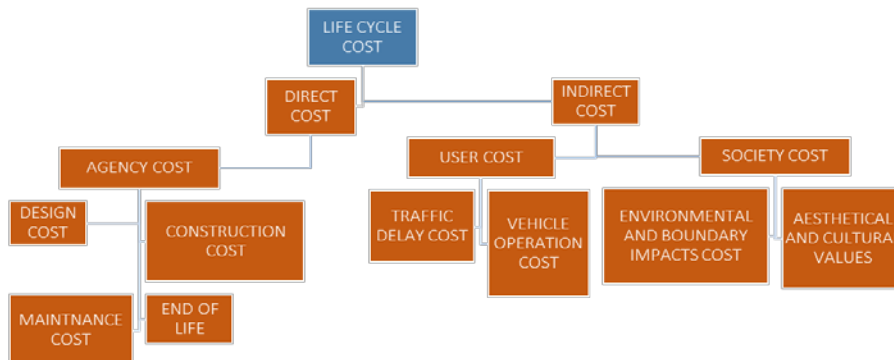 LIFE CYCLE
COST
DIRECT
COST
INDIRECT
COST
AGENCY COST
USER COST
SOCIETY COST
DESIGN
COST
CONSTRUCTION
COST
TRAFFIC
DELAY COST
VEHICLE
OPERATION
COST
ENVIRONMENTAL
AND BOUNDARY
IMPACTS COST
AESTHETICAL
AND CULTURAL
VALUES
MAINTNANCE
COST
END OF
LIFE